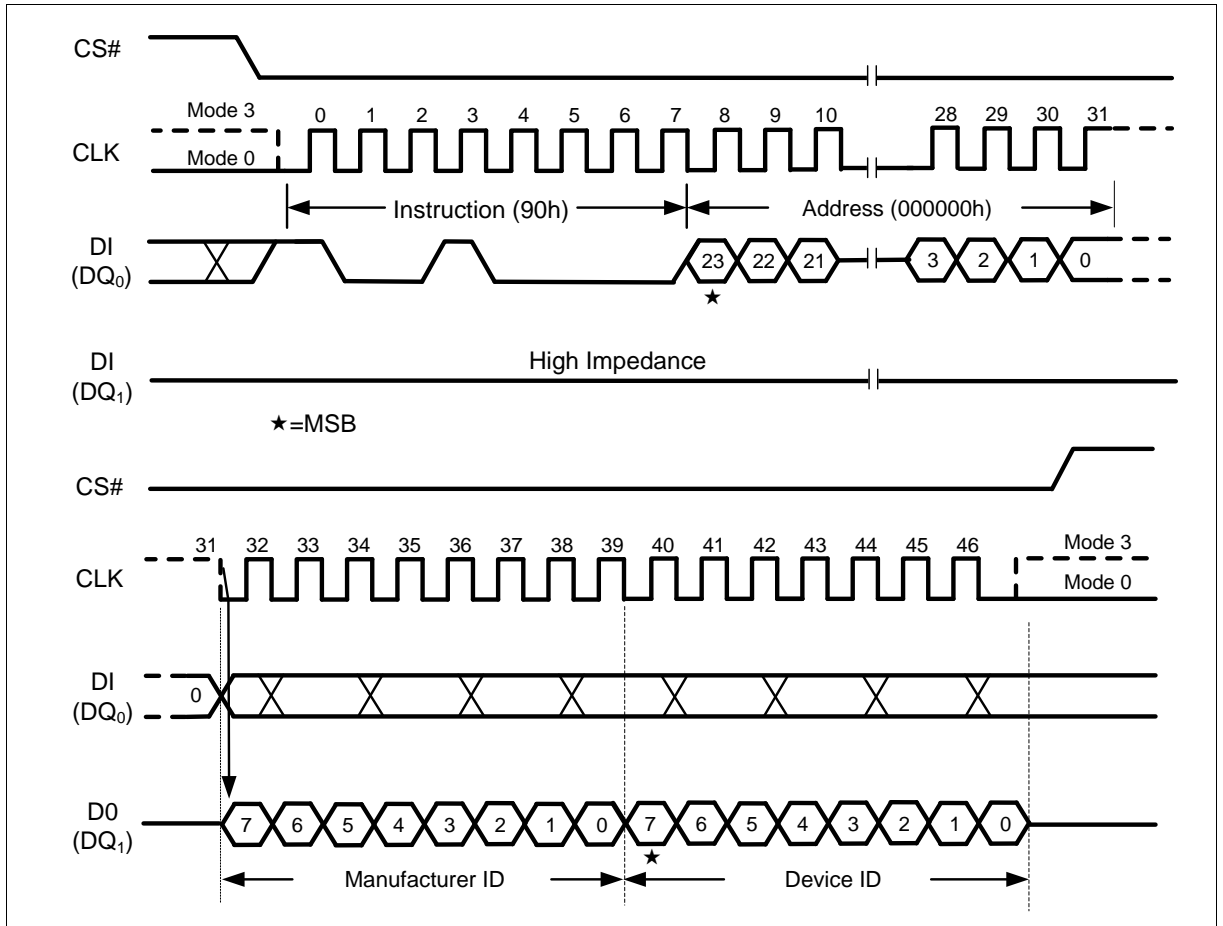 CS#
Mode 3
0 1 2 3 4 5 6 7 8 9 10 28 29 30 31
CLK
Mode 0
Instruction (90h) Address (000000h)
DI
(DQ0)
23 22 21 3 2 1 0
★
High Impedance
DI
(DQ1)
★=MSB
CS#
31 32 33 34 35 36 37 38 39 40 41 42 43 44 45 46
Mode 3
CLK
Mode 0
DI
(DQ0)
0
D0
(DQ1)
7 6 5 4 3 2 1 0 7 6 5 4 3 2 1 0
★
Manufacturer ID Device ID